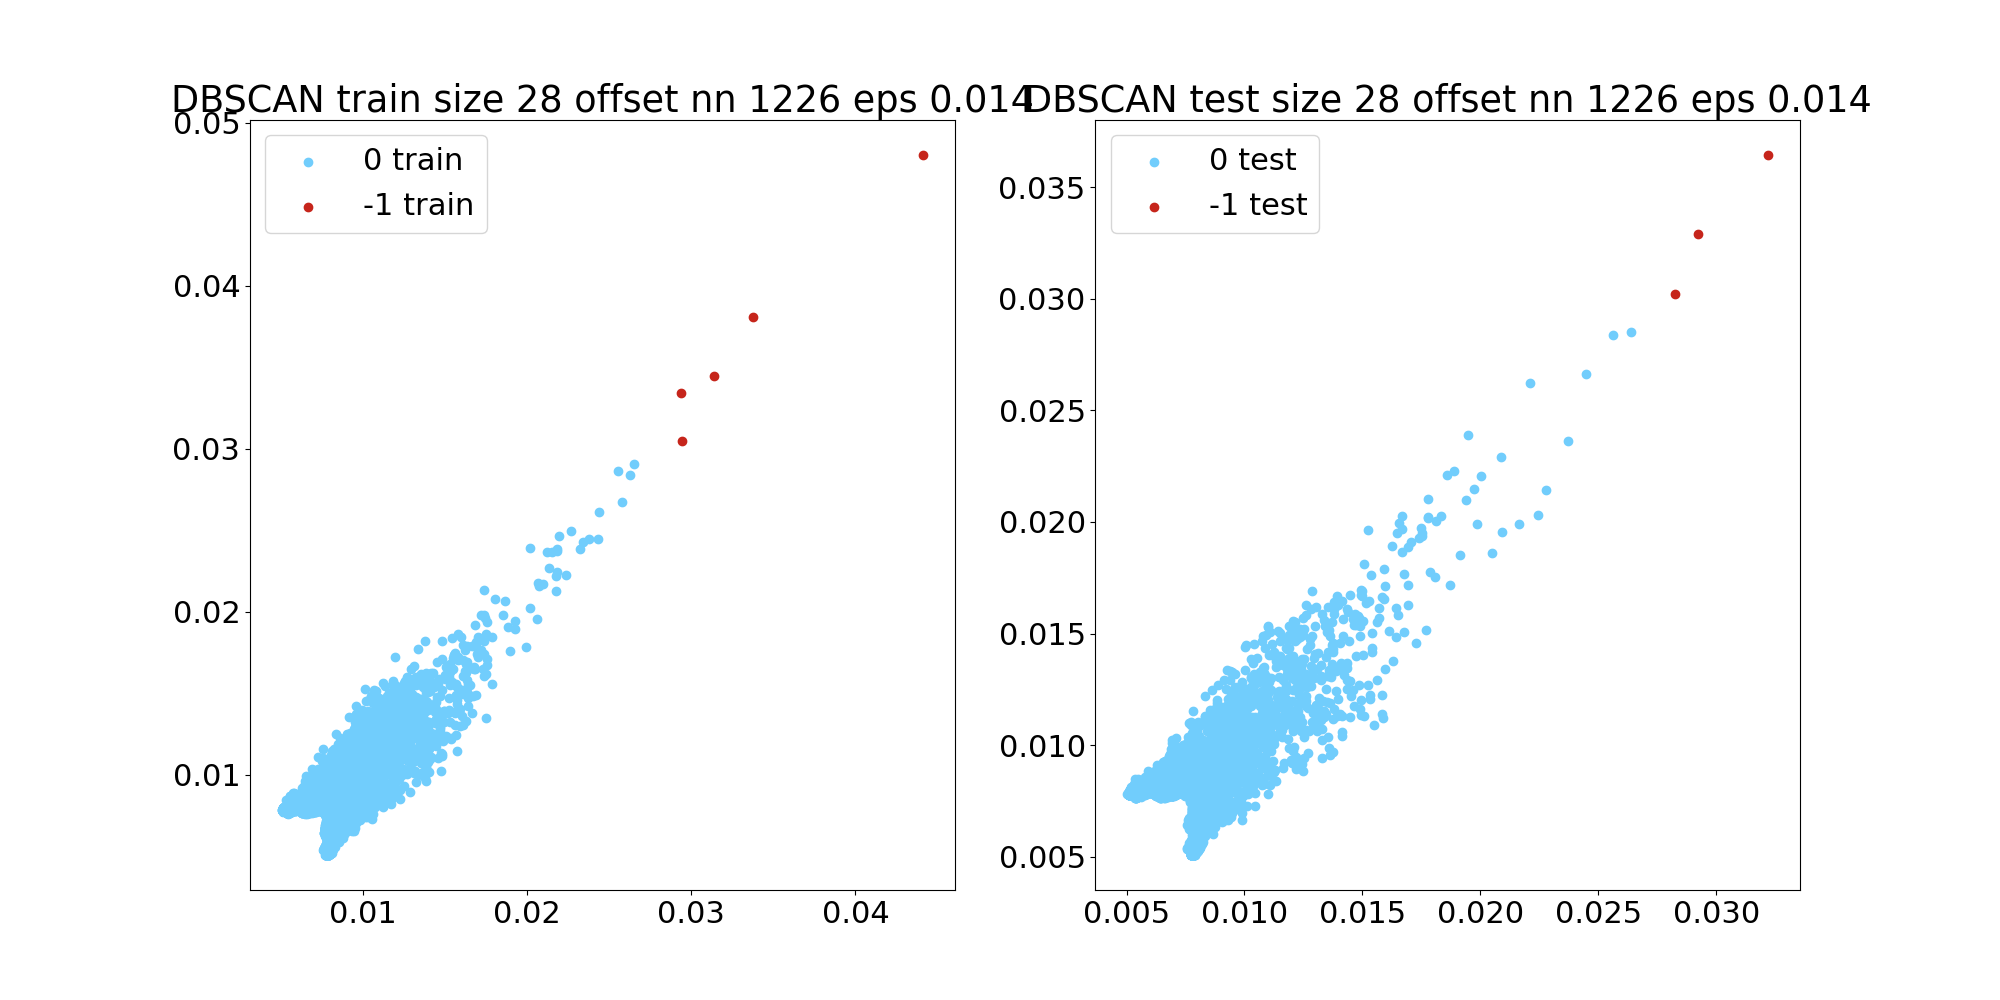 DBSCAN train size 28 offset nn 1226 eps 0.014
0 train
-1 train
0.05
0.04
0.03
0.02
0.01
0.01 0.02 0.03 0.04
DBSCAN test size 28 offset nn 1226 eps 0.014
0 test
-1 test
0.035
0.030
0.025
0.020
0.015
0.010
0.005
0.005 0.010 0.015 0.020 0.025 0.030